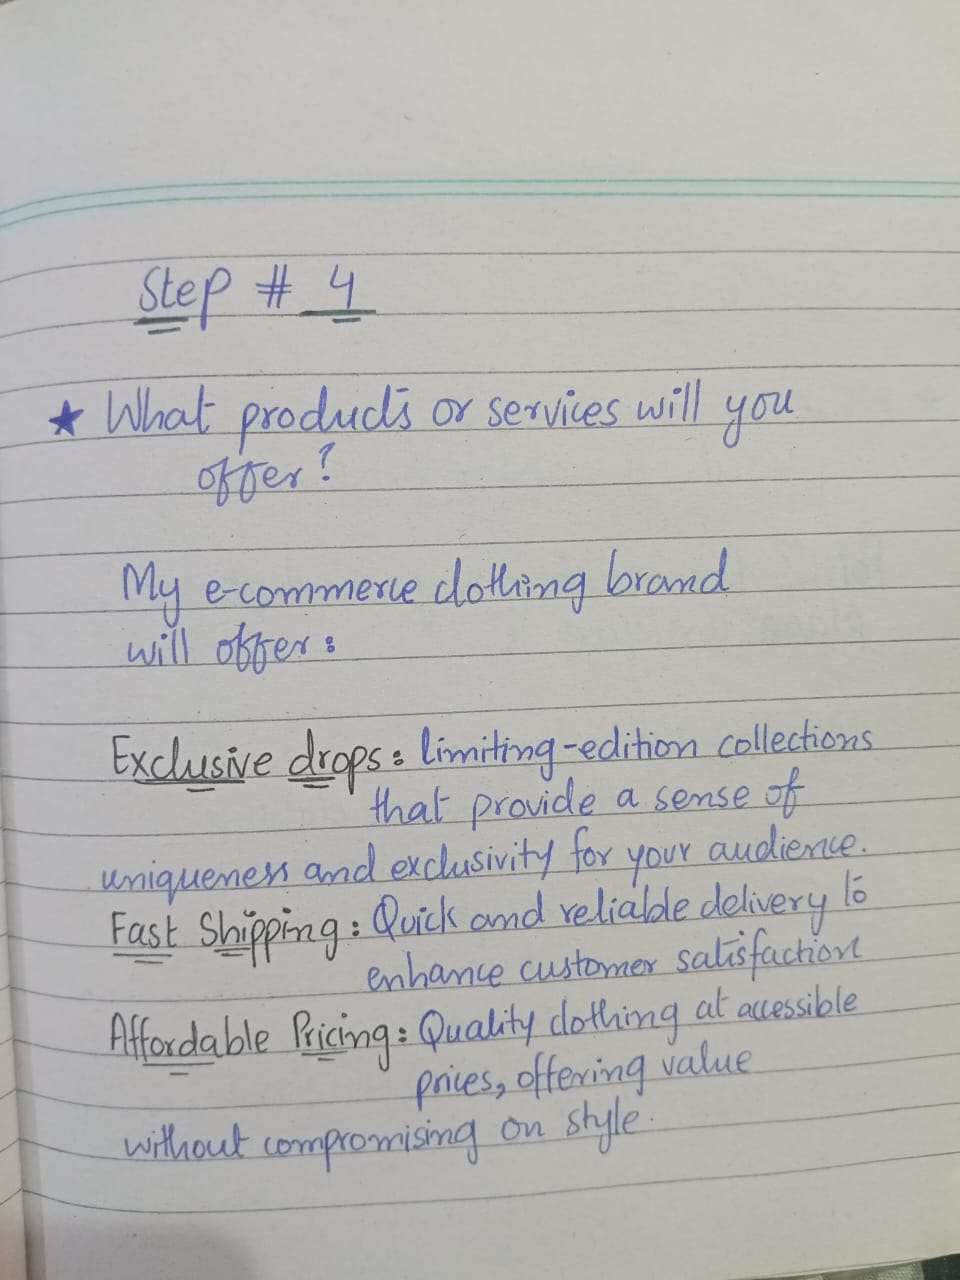 Step # 4
★ What products or services will you
offer?
My e-commerce clothing brand
will offer:
Exclusive drops: limiting-edition collections
that provide a sense of
uniqueness and exclusivity for your audience.
Fast Shipping: Quick and reliable delivery to
enhance customer satisfaction
Affordable Pricing: Quality clothing at accessible
prices, offering value
without compromising on style.